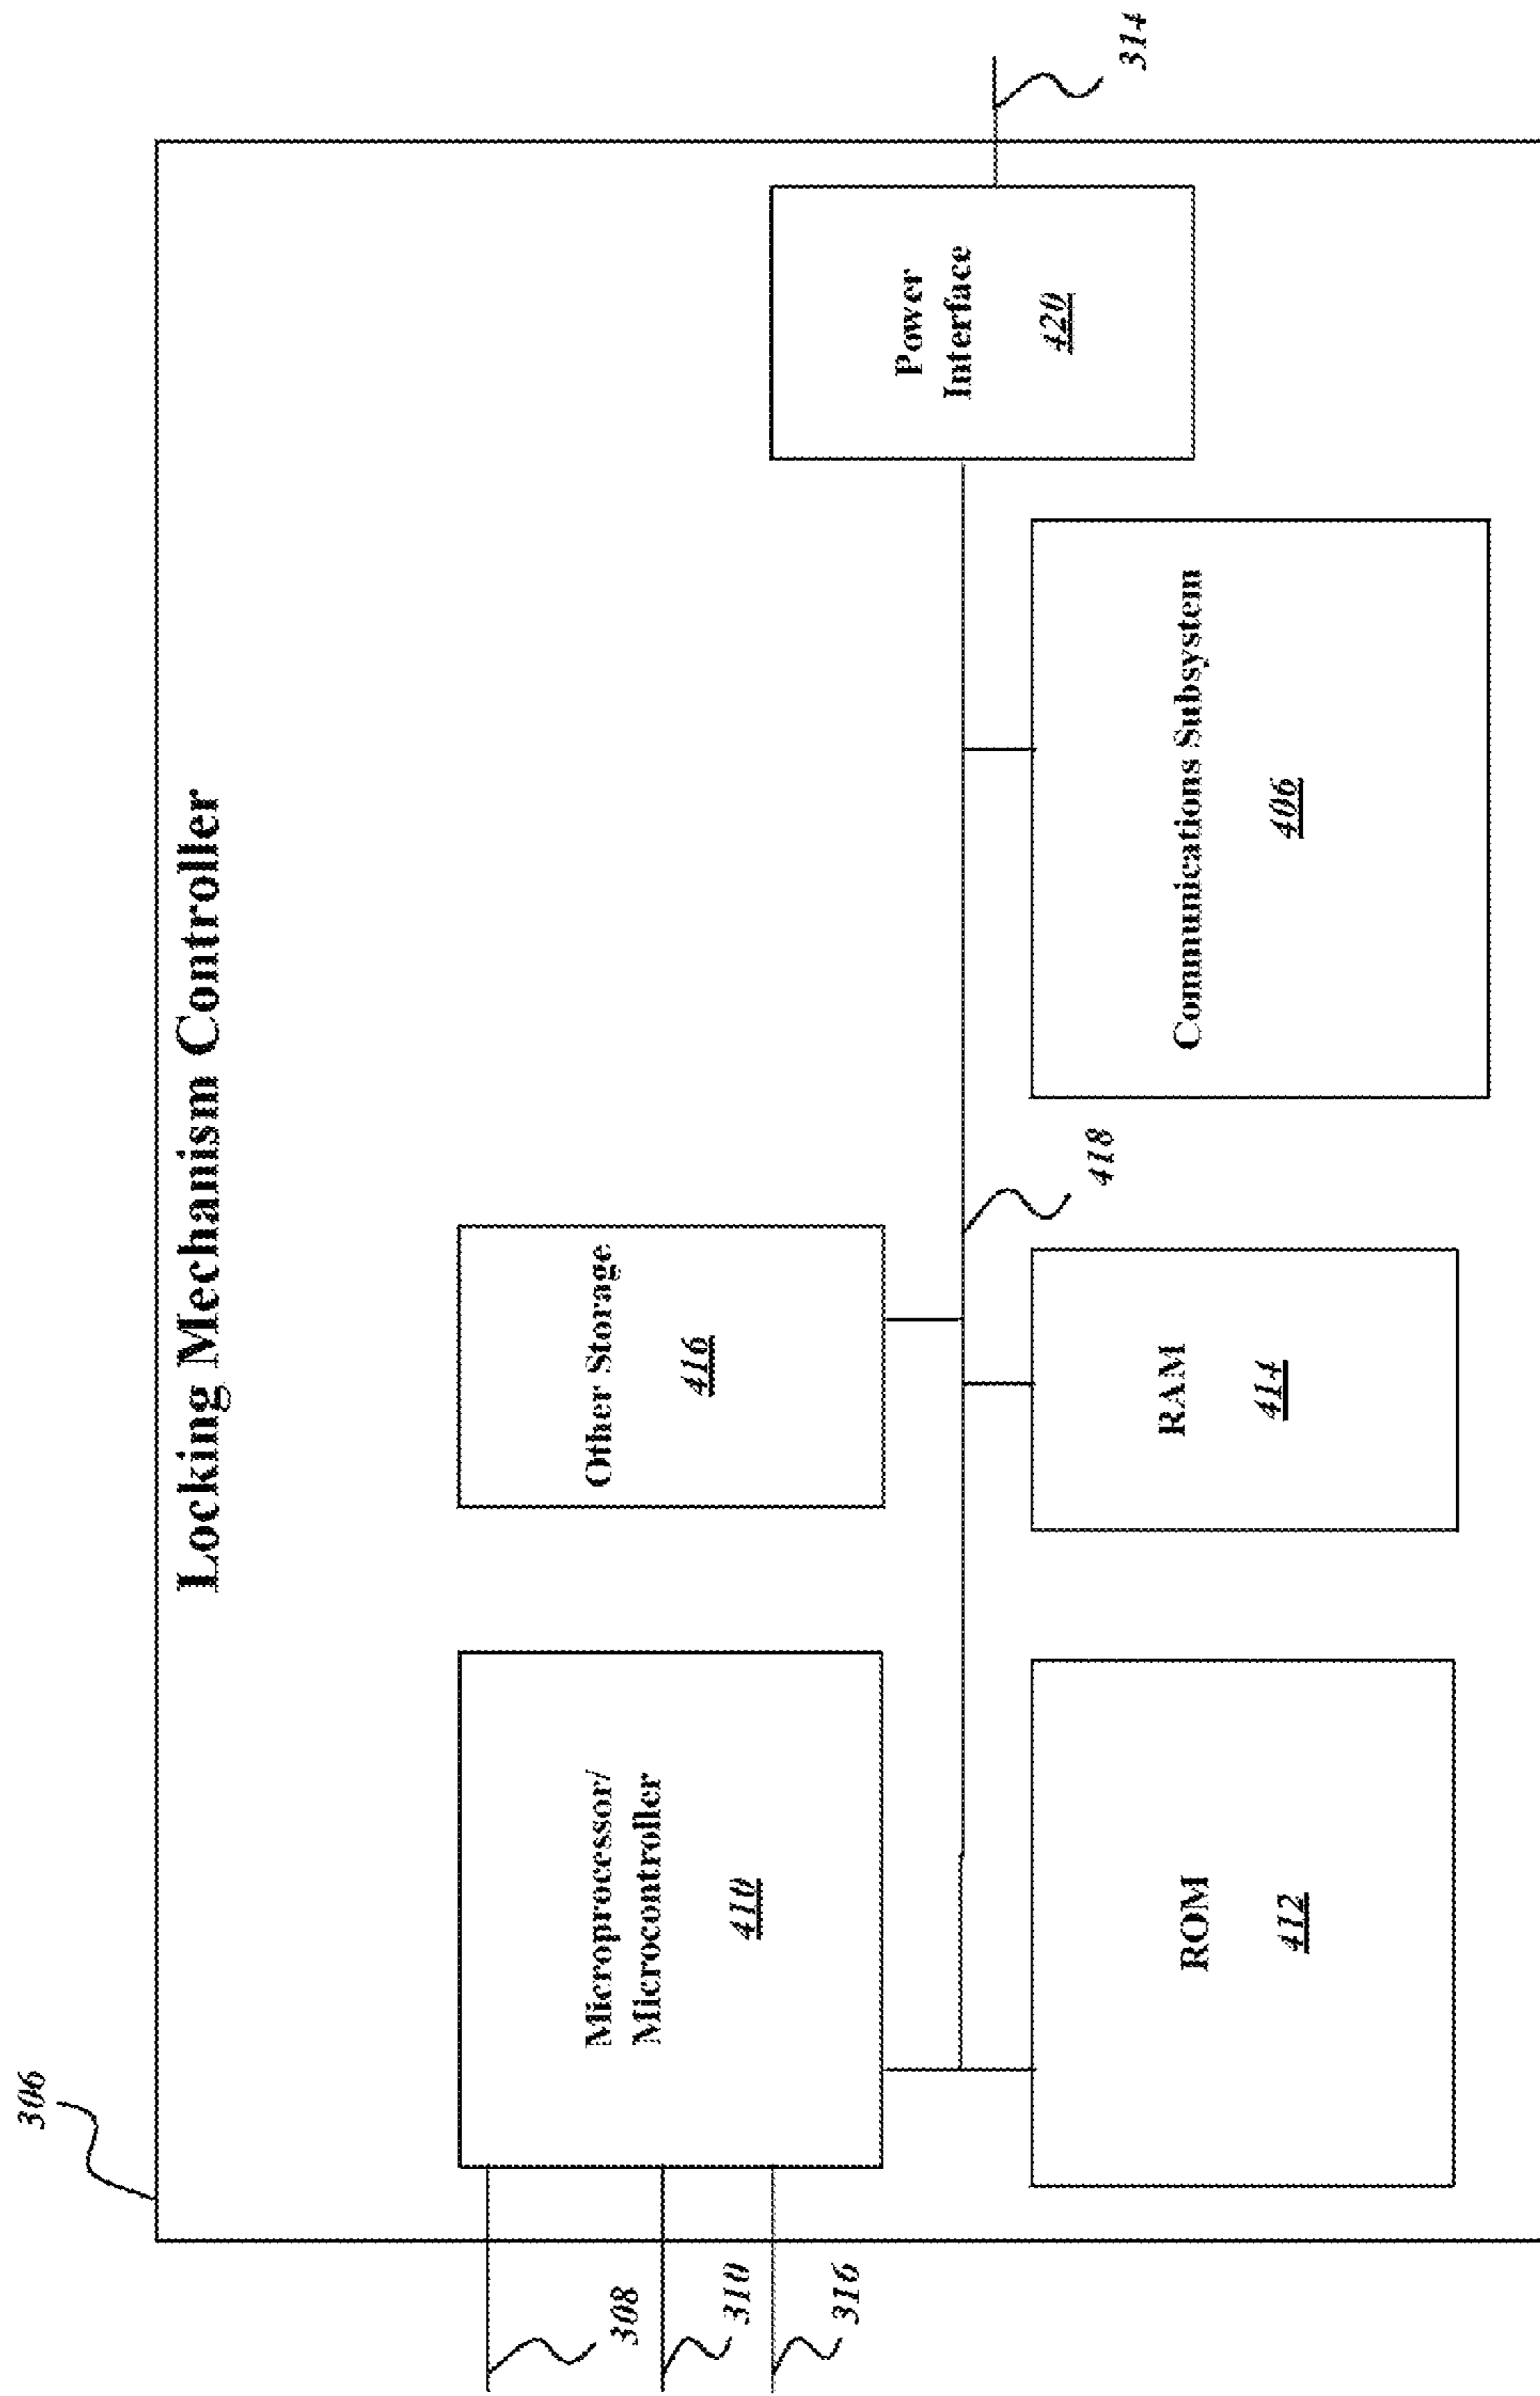 306
Locking Mechanism Controller
308
310
316
Microprocessor/
Microcontroller
410
Other Storage
416
Power
Interface
420
314
418
ROM
412
RAM
414
Communications Subsystem
406